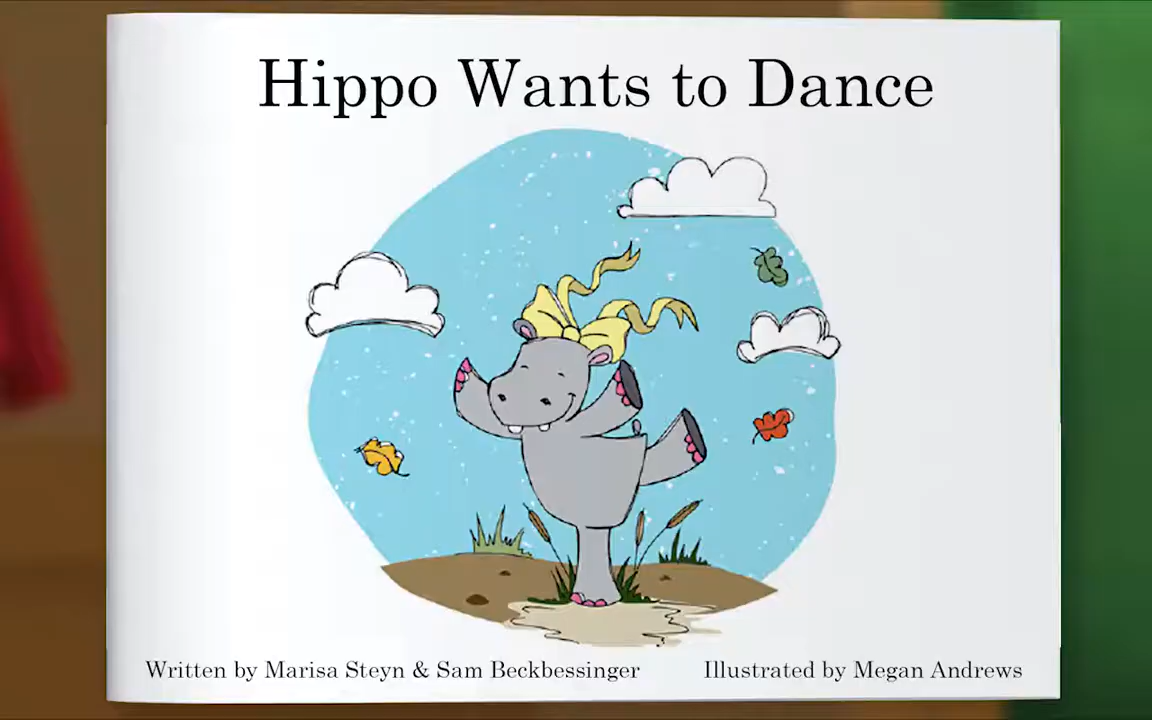 Hippo Wants to Dance
Written by Marisa Steyn & Sam Beckbessinger
Illustrated by Megan Andrews